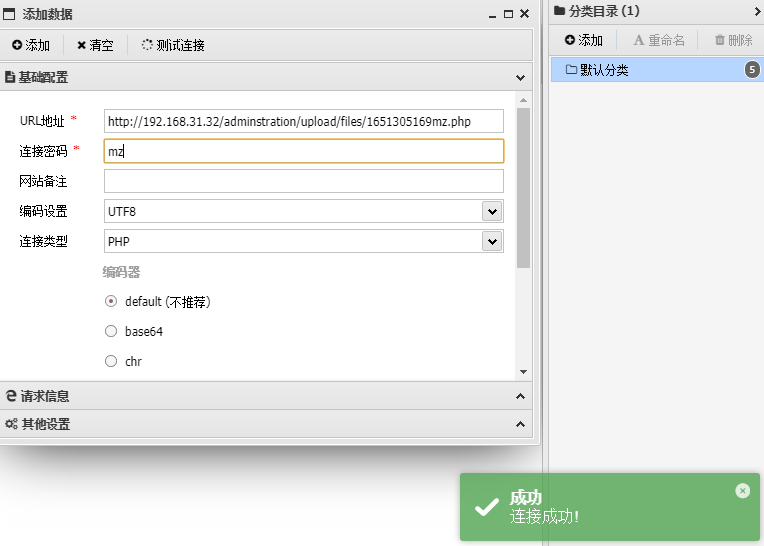 添加数据
添加 清空 测试连接
基础配置
URL地址 * http://192.168.31.32/adminstration/upload/files/1651305169mz.php
连接密码 * mz
网站备注
编码设置 UTF8
连接类型 PHP
编码器
default (不推荐)
base64
chr
请求信息
其他设置
分类目录 (1)
添加 重命名 删除
默认分类 5
成功
连接成功!